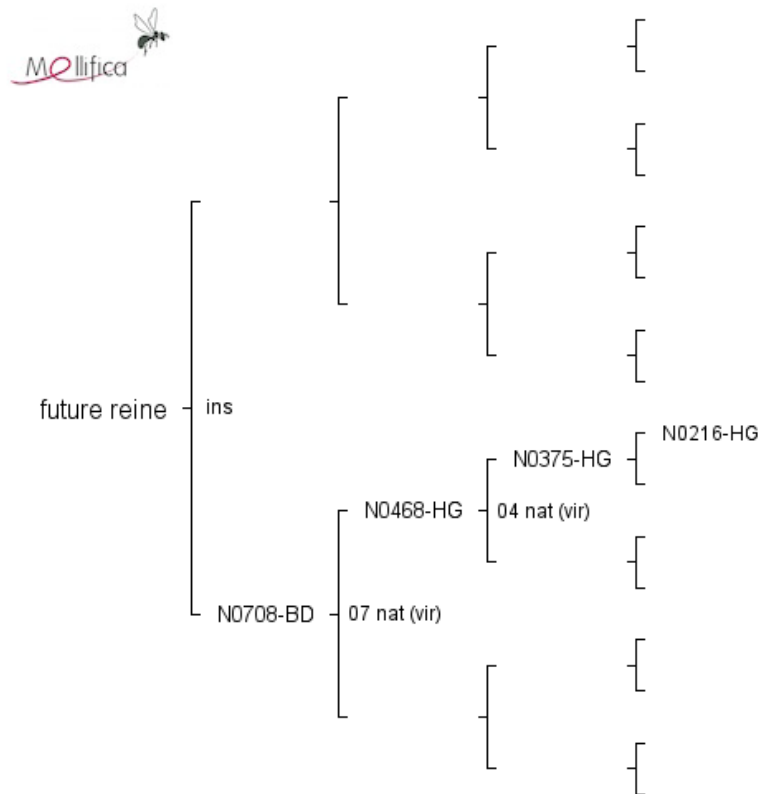 Mellifica
future reine
ins
N0216-HG
N0375-HG
N0468-HG
04 nat (vir)
N0708-BD
07 nat (vir)